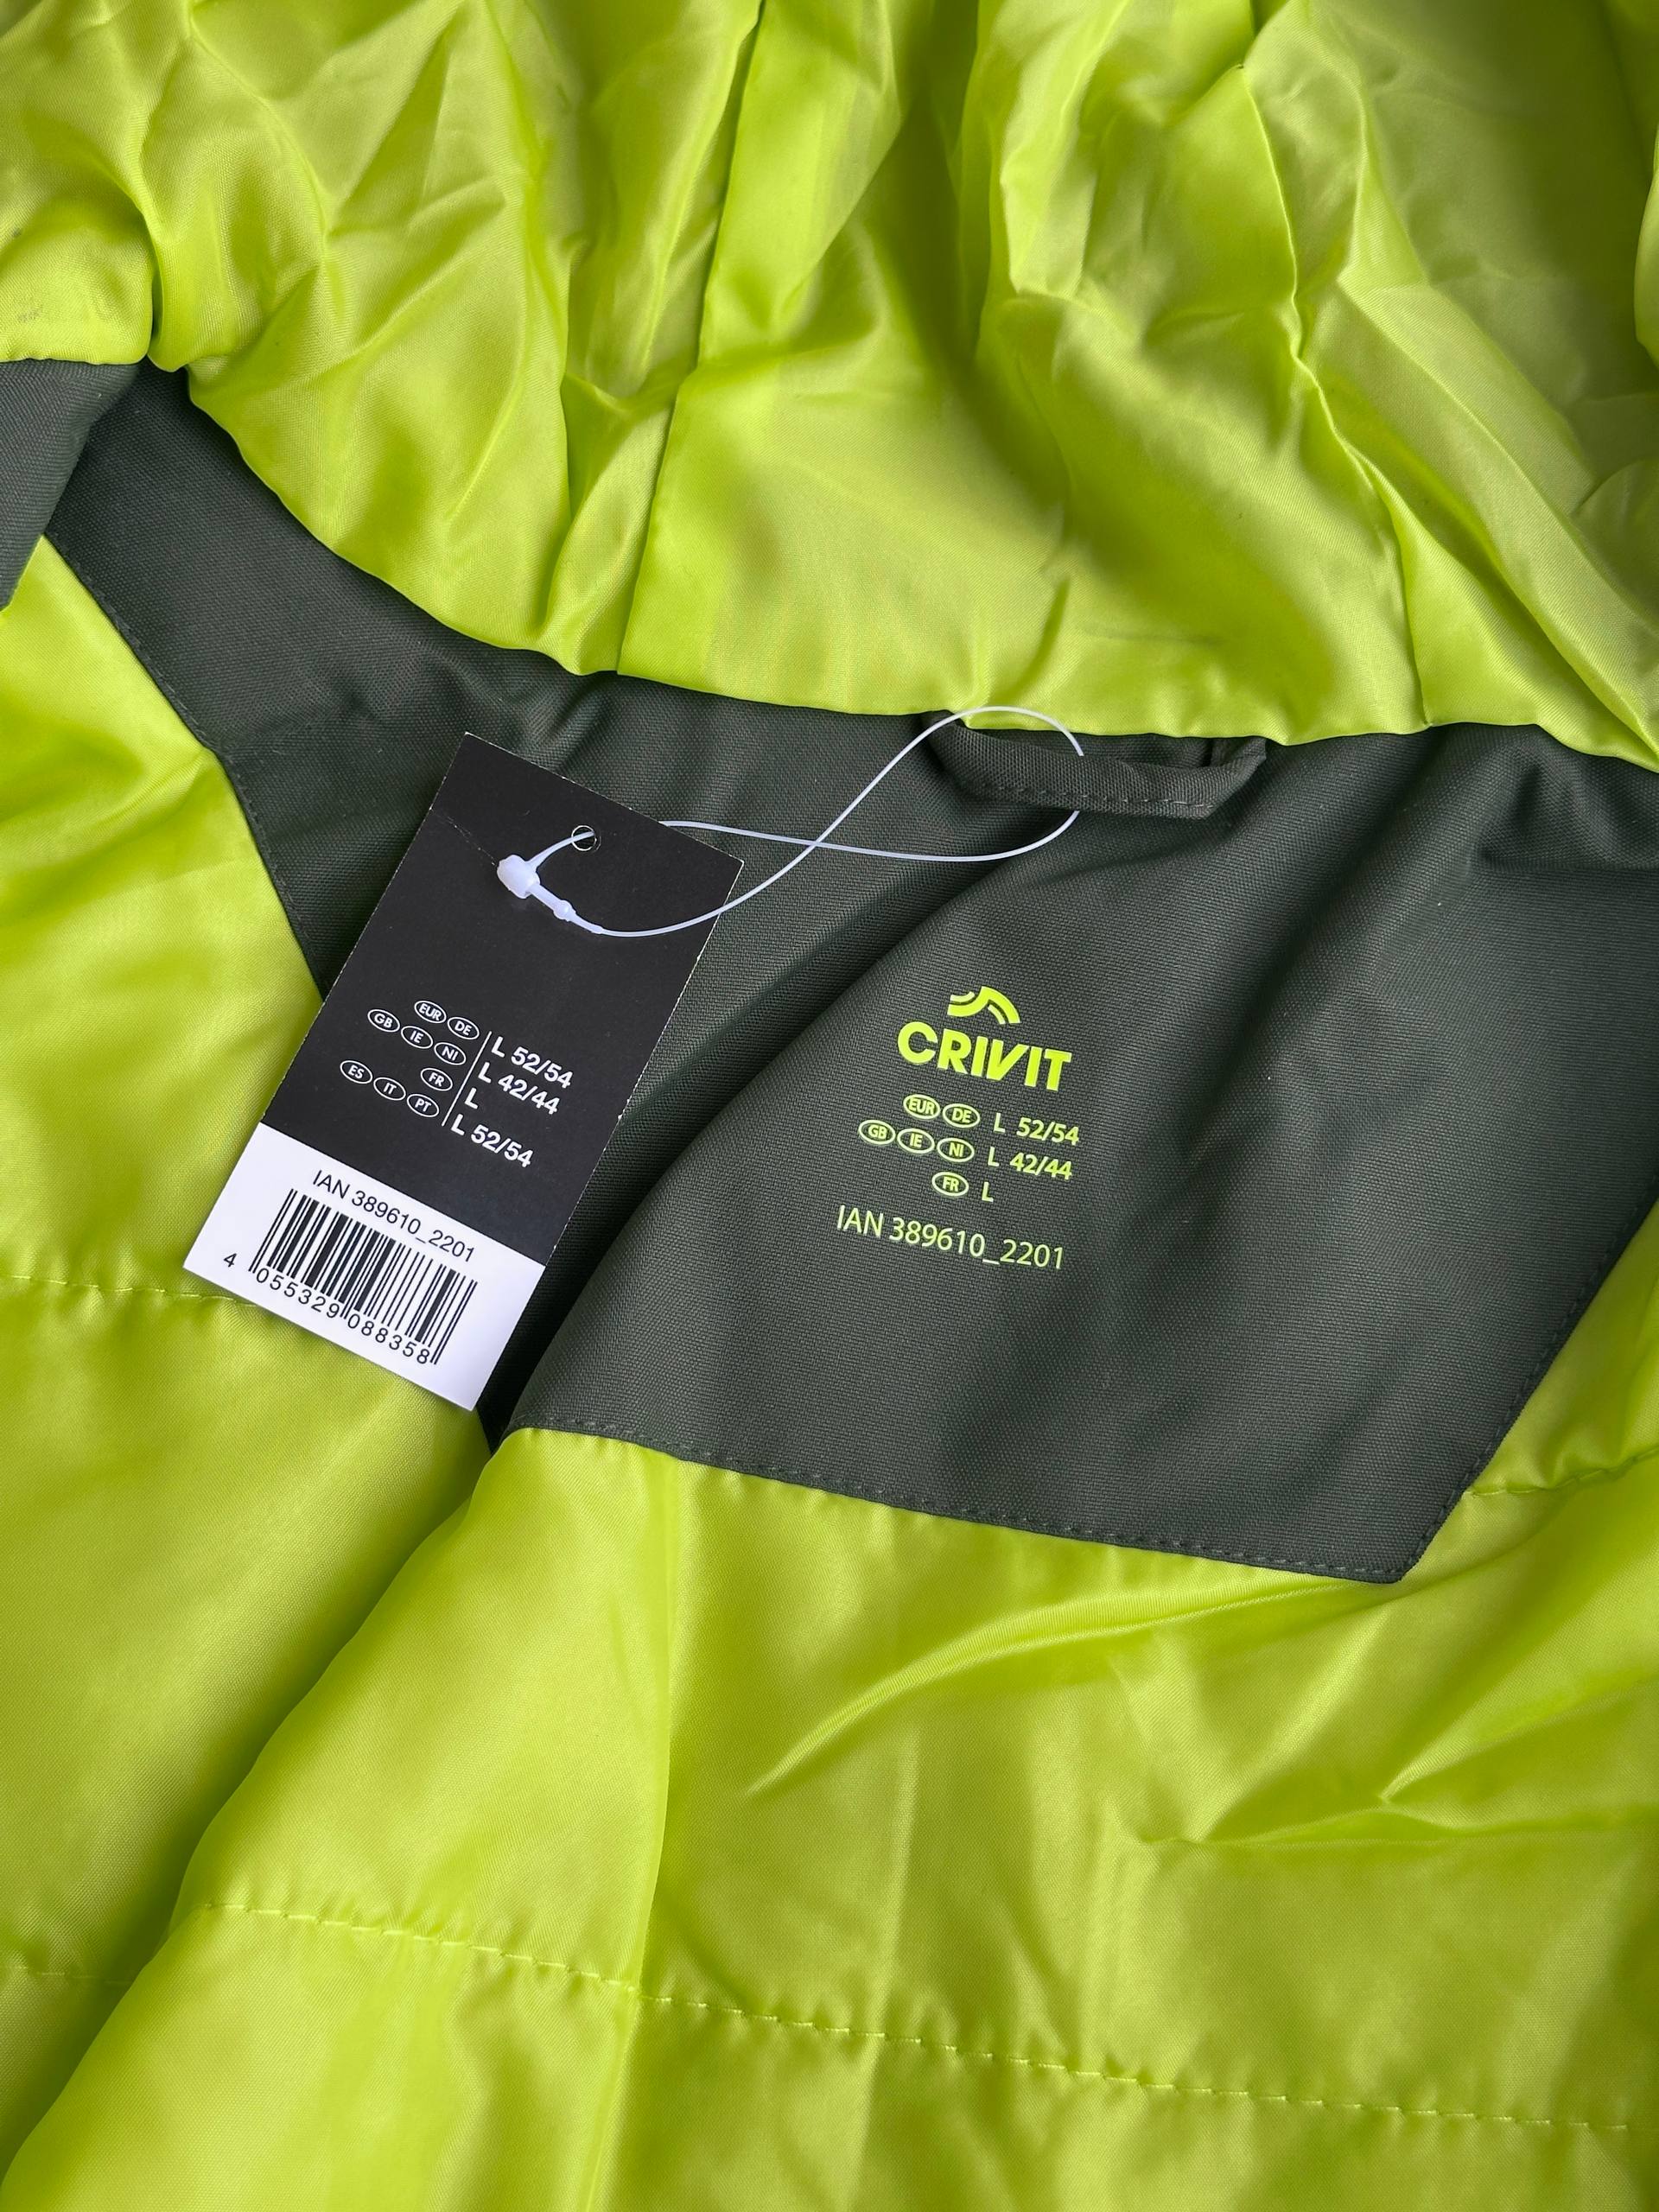 EUR DE L 52/54
GB IE NI L 42/44
FR L
ES IT PT L 52/54
IAN 389610_2201
4 055329 088358
CRIVIT
EUR DE L 52/54
GB IE NI L 42/44
FR L
IAN 389610_2201